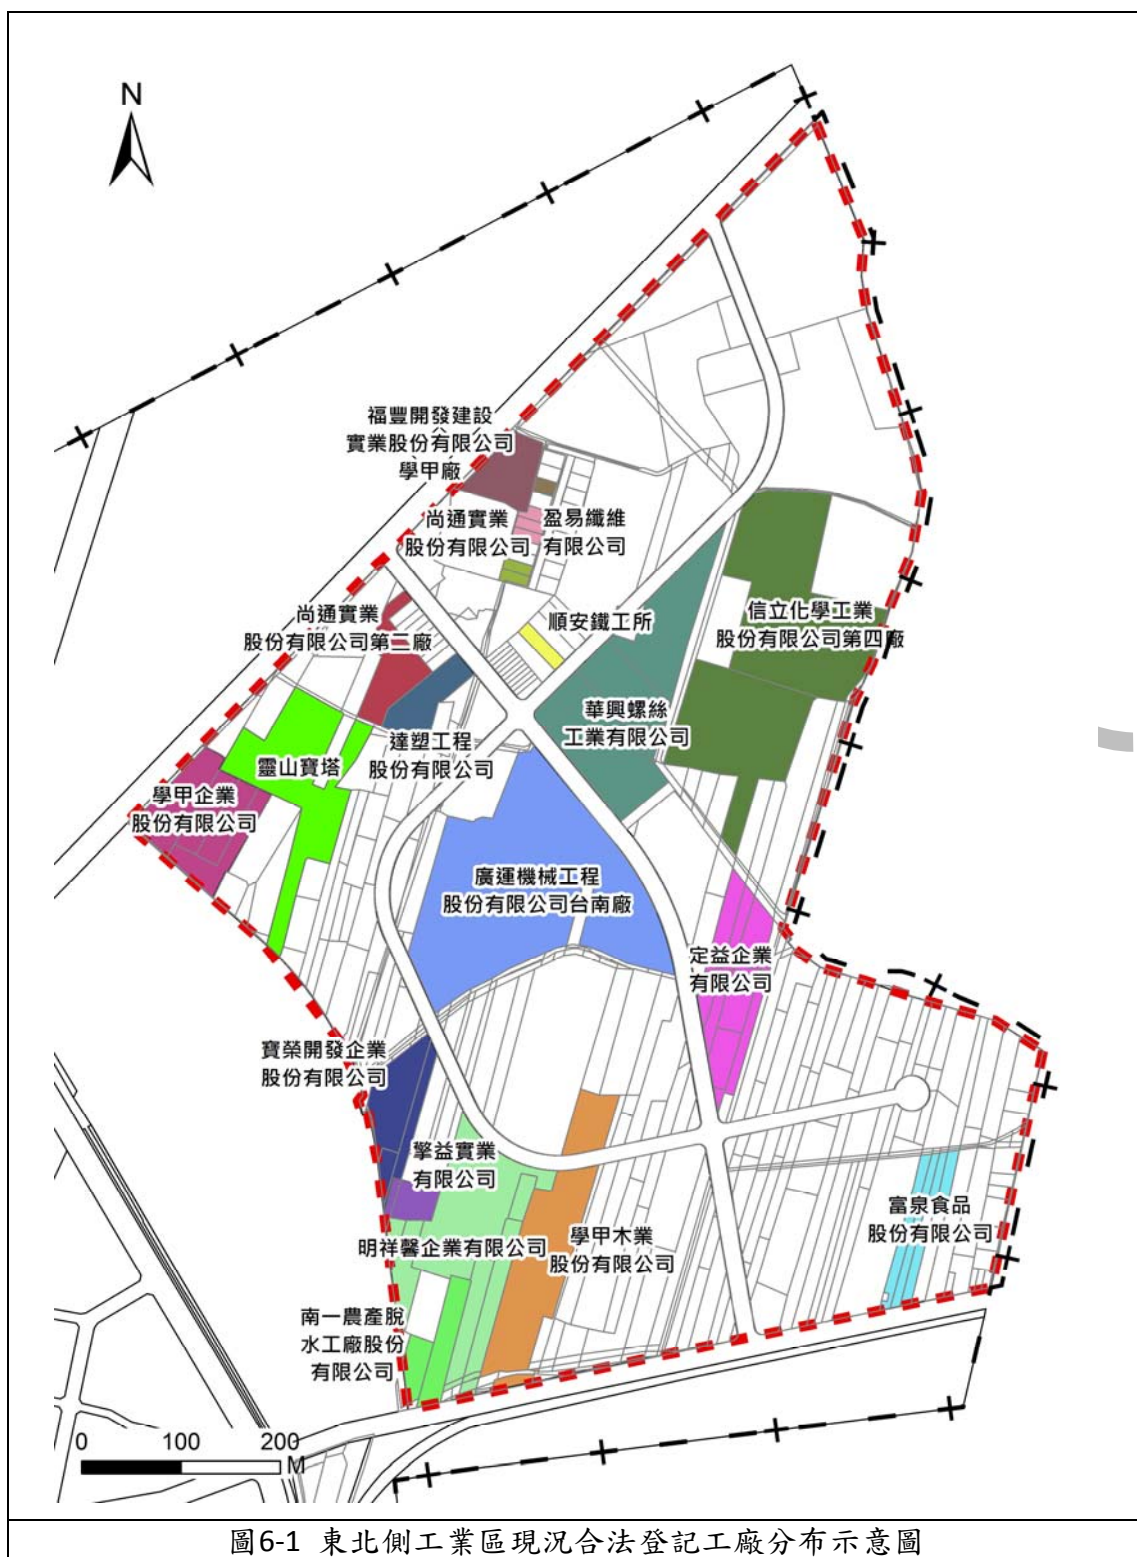 N
福豐開發建設
實業股份有限公司
學甲廠
尚通實業
股份有限公司
盈易纖維
有限公司
尚通實業
股份有限公司第二廠
順安鐵工所
信立化學工業
股份有限公司第四廠
華興螺絲
工業有限公司
達塑工程
股份有限公司
靈山寶塔
學甲企業
股份有限公司
廣運機械工程
股份有限公司台南廠
定益企業
有限公司
寶榮開發企業
股份有限公司
擎益實業
有限公司
明祥馨企業有限公司
學甲木業
股份有限公司
富泉食品
股份有限公司
南一農產脫
水工廠股份
有限公司
0 100 200
M
圖6-1 東北側工業區現況合法登記工廠分布示意圖